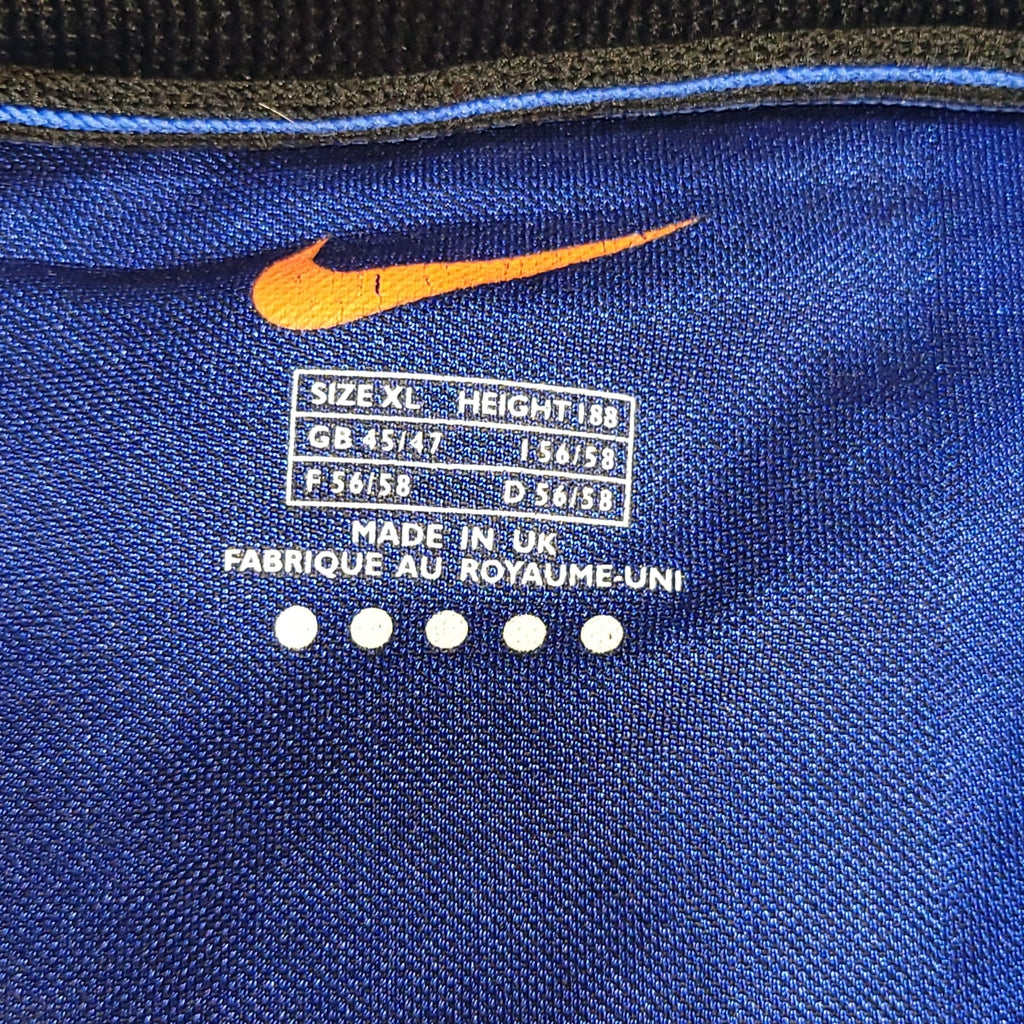 SIZE XL HEIGHT 188
GB 45/47 I 56/58
F 56/58 D 56/58
MADE IN UK
FABRIQUE AU ROYAUME-UNI